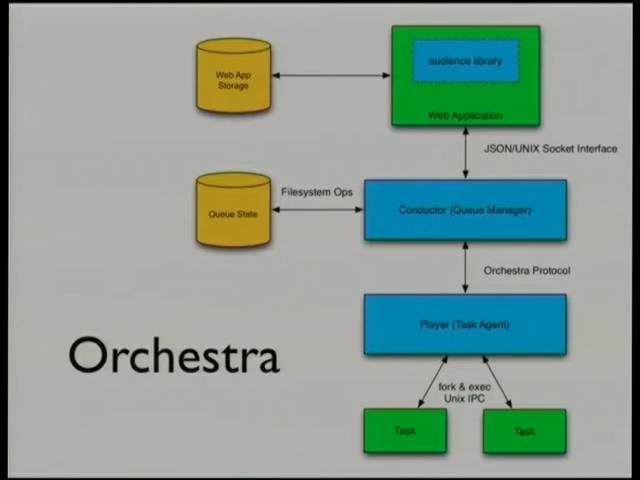 Web App
Storage
audience library
Web Application
JSON/UNIX Socket Interface
Filesystem Ops
Queue State
Conductor (Queue Manager)
Orchestra Protocol
Player (Task Agent)
Orchestra
fork & exec
Unix IPC
Task
Task